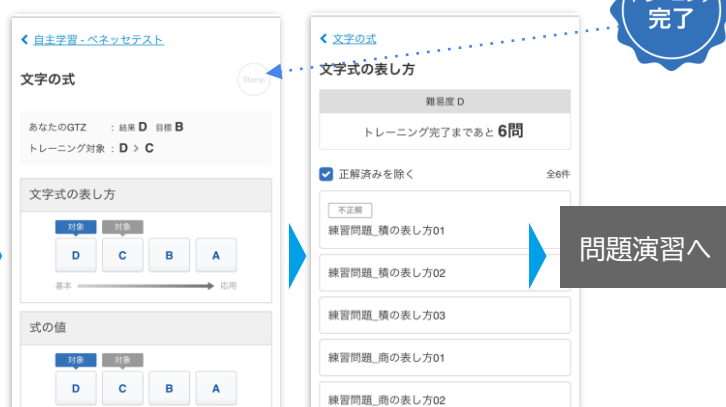 自主学習 - ベネッセテスト
文字の式
Stamp
あなたのGTZ : 結果 D 目標 B
トレーニング対象 : D > C
文字式の表し方
対象 対象
D C B A
基本 応用
式の値
対象 対象
D C B A
文字の式
文字式の表し方
難易度 D
トレーニング完了まであと 6問
正解済みを除く 全6件
不正解
練習問題_積の表し方01
練習問題_積の表し方02
練習問題_積の表し方03
練習問題_商の表し方01
練習問題_商の表し方02
完了
問題演習へ